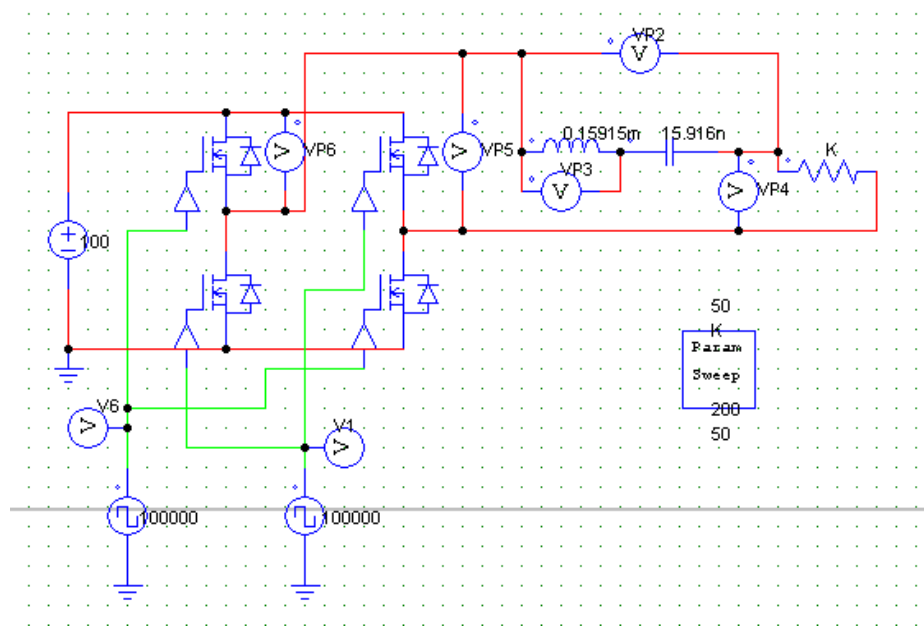 VP2
0.15915m
15.916n
K
VP6
VP5
VP3
VP4
100
50
K
Param
Sweep
200
50
V6
V1
100000
100000